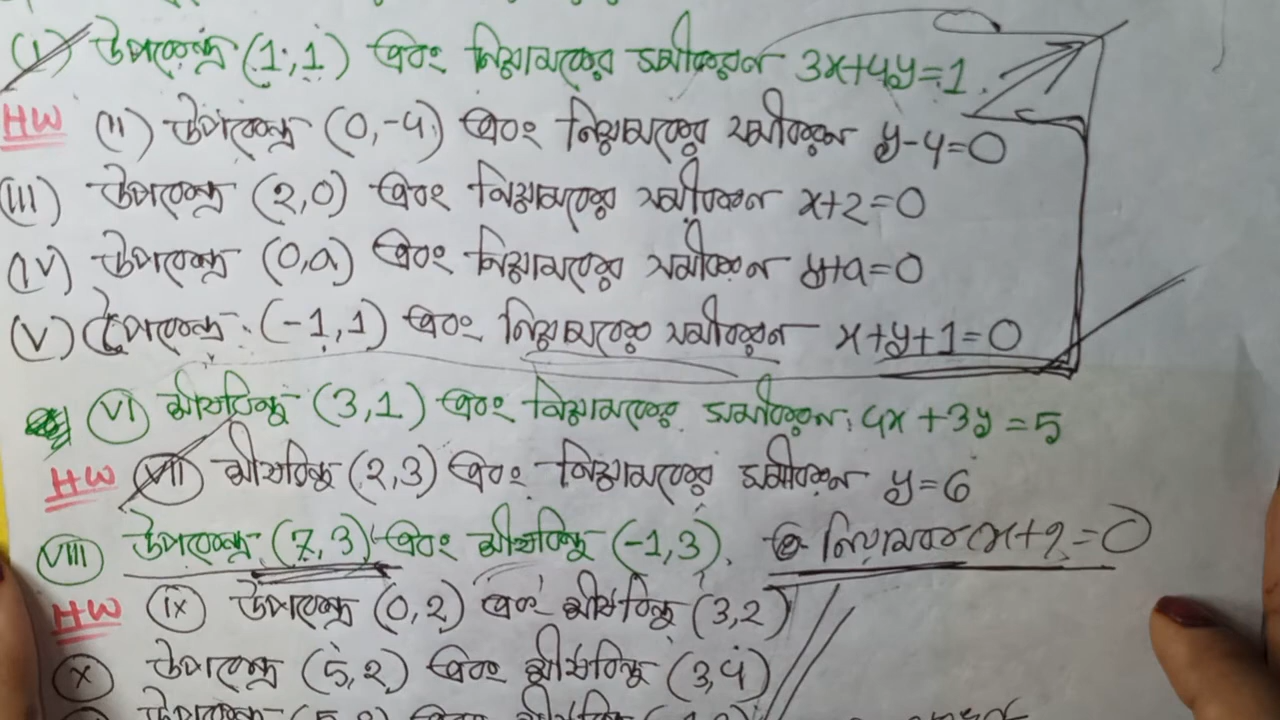 (I) উপকেন্দ্র (1,1) এবং নিয়ামকের সমীকরণ 3x+4y=1.
HW (II) উপকেন্দ্র (0,-4) এবং নিয়ামকের সমীকরণ y-4=0
(III) উপকেন্দ্র (2,0) এবং নিয়ামকের সমীকরণ x+2=0
(IV) উপকেন্দ্র (0,a) এবং নিয়ামকের সমীকরণ y+a=0
(V) উপকেন্দ্র (-1,1) এবং নিয়ামকের সমীকরণ x+y+1=0
(VI) শীর্ষবিন্দু (3,1) এবং নিয়ামকের সমীকরণ 4x+3y=5
HW (VII) শীর্ষবিন্দু (2,3) এবং নিয়ামকের সমীকরণ y=6
(VIII) উপকেন্দ্র (7,3) এবং শীর্ষবিন্দু (-1,3). নিয়ামক x+9=0
HW (ix) উপকেন্দ্র (0,2) এবং শীর্ষবিন্দু (3,2)
(x) উপকেন্দ্র (5,2) এবং শীর্ষবিন্দু (3,4)